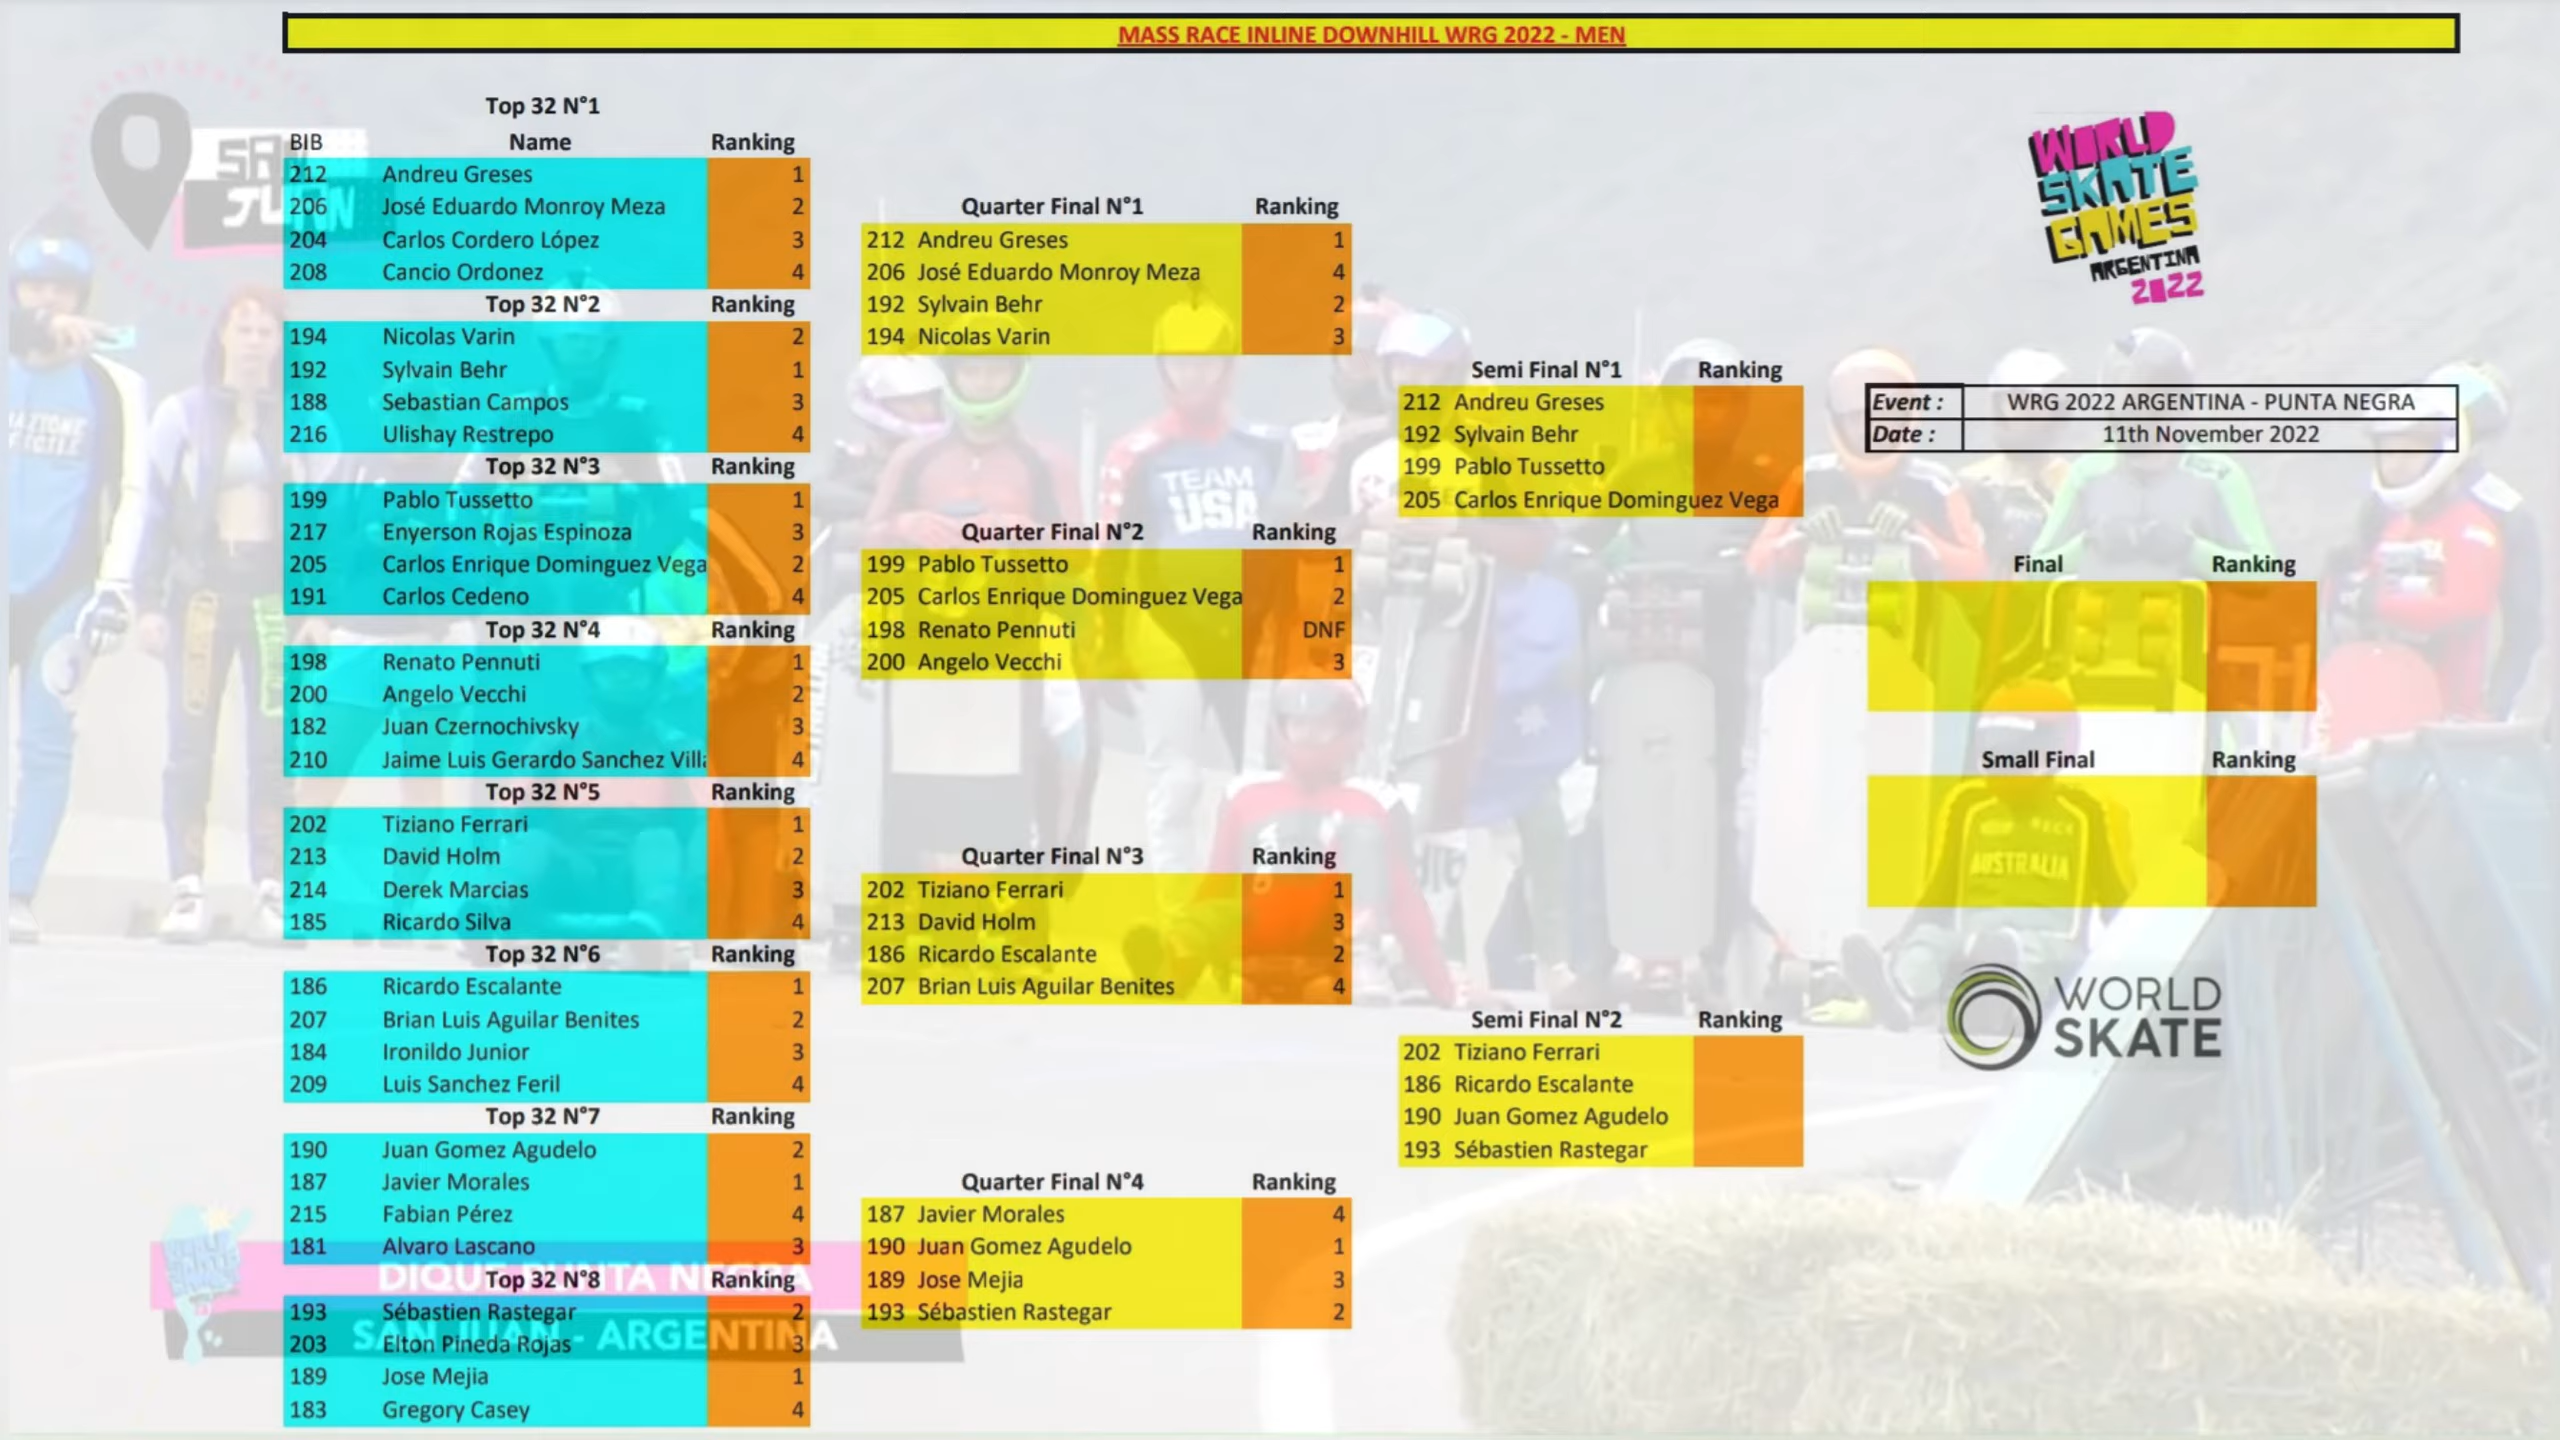 MASS RACE INLINE DOWNHILL WRG 2022 - MEN
Top 32 N°1
BIB Name Ranking
212 Andreu Greses 1
206 José Eduardo Monroy Meza 2
204 Carlos Cordero López 3
208 Cancio Ordonez 4
Top 32 N°2 Ranking
194 Nicolas Varin 2
192 Sylvain Behr 1
188 Sebastian Campos 3
216 Ulishay Restrepo 4
Top 32 N°3 Ranking
199 Pablo Tussetto 1
217 Enyerson Rojas Espinoza 3
205 Carlos Enrique Dominguez Vega 2
191 Carlos Cedeno 4
Top 32 N°4 Ranking
198 Renato Pennuti 1
200 Angelo Vecchi 2
182 Juan Czernochivsky 3
210 Jaime Luis Gerardo Sanchez Vill 4
Top 32 N°5 Ranking
202 Tiziano Ferrari 1
213 David Holm 2
214 Derek Marcias 3
185 Ricardo Silva 4
Top 32 N°6 Ranking
186 Ricardo Escalante 1
207 Brian Luis Aguilar Benites 2
184 Ironildo Junior 3
209 Luis Sanchez Feril 4
Top 32 N°7 Ranking
190 Juan Gomez Agudelo 2
187 Javier Morales 1
215 Fabian Pérez 4
181 Alvaro Lascano 3
Top 32 N°8 Ranking
193 Sébastien Rastegar 2
203 Elton Pineda Rojas 3
189 Jose Mejia 1
183 Gregory Casey 4
Quarter Final N°1 Ranking
212 Andreu Greses 1
206 José Eduardo Monroy Meza 4
192 Sylvain Behr 2
194 Nicolas Varin 3
Quarter Final N°2 Ranking
199 Pablo Tussetto 1
205 Carlos Enrique Dominguez Vega 2
198 Renato Pennuti DNF
200 Angelo Vecchi 3
Quarter Final N°3 Ranking
202 Tiziano Ferrari 1
213 David Holm 3
186 Ricardo Escalante 2
207 Brian Luis Aguilar Benites 4
Quarter Final N°4 Ranking
187 Javier Morales 4
190 Juan Gomez Agudelo 1
189 Jose Mejia 3
193 Sébastien Rastegar 2
Semi Final N°1 Ranking
212 Andreu Greses
192 Sylvain Behr
199 Pablo Tussetto
205 Carlos Enrique Dominguez Vega
Semi Final N°2 Ranking
202 Tiziano Ferrari
186 Ricardo Escalante
190 Juan Gomez Agudelo
193 Sébastien Rastegar
WORLD
SKATE
GAMES
ARGENTINA
2022
Event : WRG 2022 ARGENTINA - PUNTA NEGRA
Date : 11th November 2022
Final Ranking
Small Final Ranking
WORLD
SKATE
SAN
JUAN
DIQUE PUNTA NEGRA
SAN JUAN - ARGENTINA
TEAM
USA
AUSTRALIA